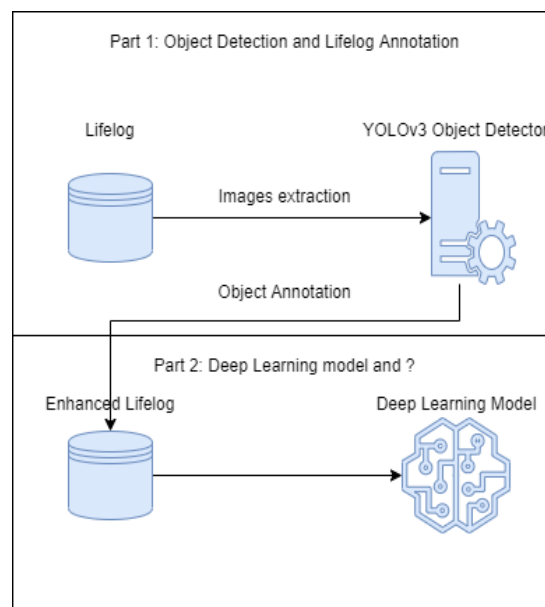 Part 1: Object Detection and Lifelog Annotation
Lifelog
YOLOv3 Object Detector
Images extraction
Object Annotation
Part 2: Deep Learning model and ?
Enhanced Lifelog
Deep Learning Model